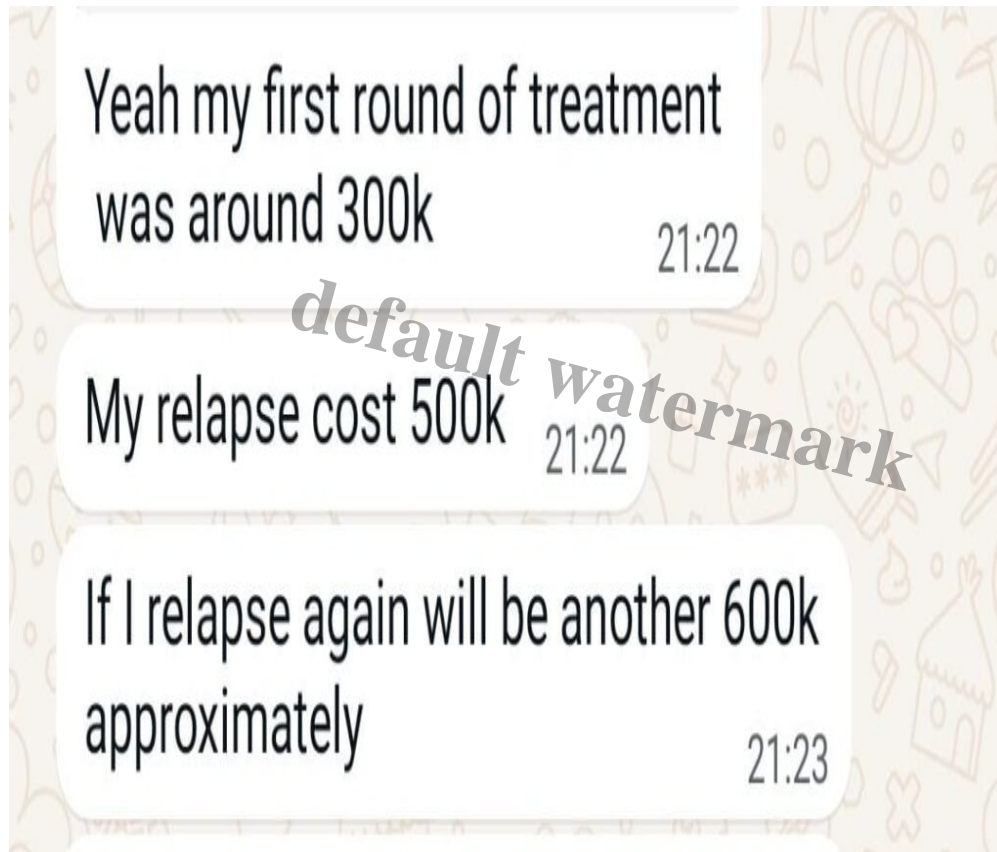 Yeah my first round of treatment
was around 300k
21:22
default watermark
My relapse cost 500k
21:22
If I relapse again will be another 600k
approximately
21:23